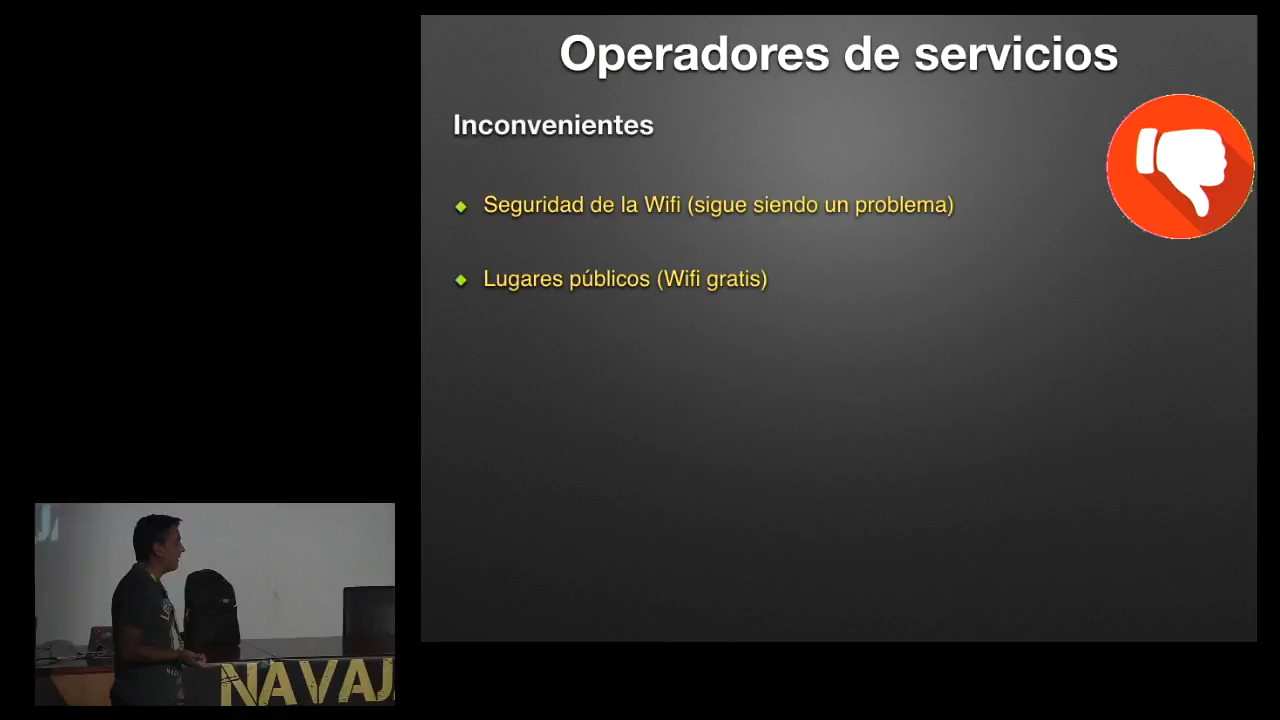 Operadores de servicios
Inconvenientes
Seguridad de la Wifi (sigue siendo un problema)
Lugares públicos (Wifi gratis)
NAVAJ